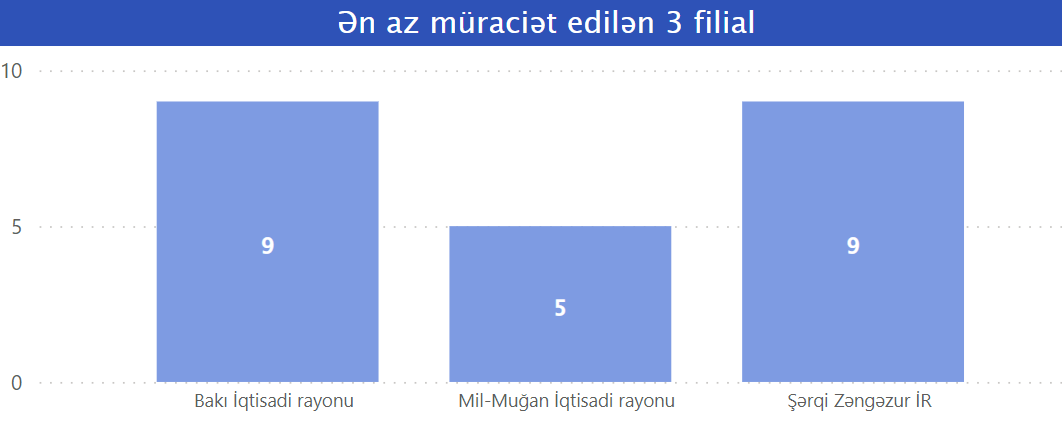 Ən az müraciət edilən 3 filial
10
5
0
9
5
9
Bakı İqtisadi rayonu
Mil-Muğan İqtisadi rayonu
Şərqi Zəngəzur İR